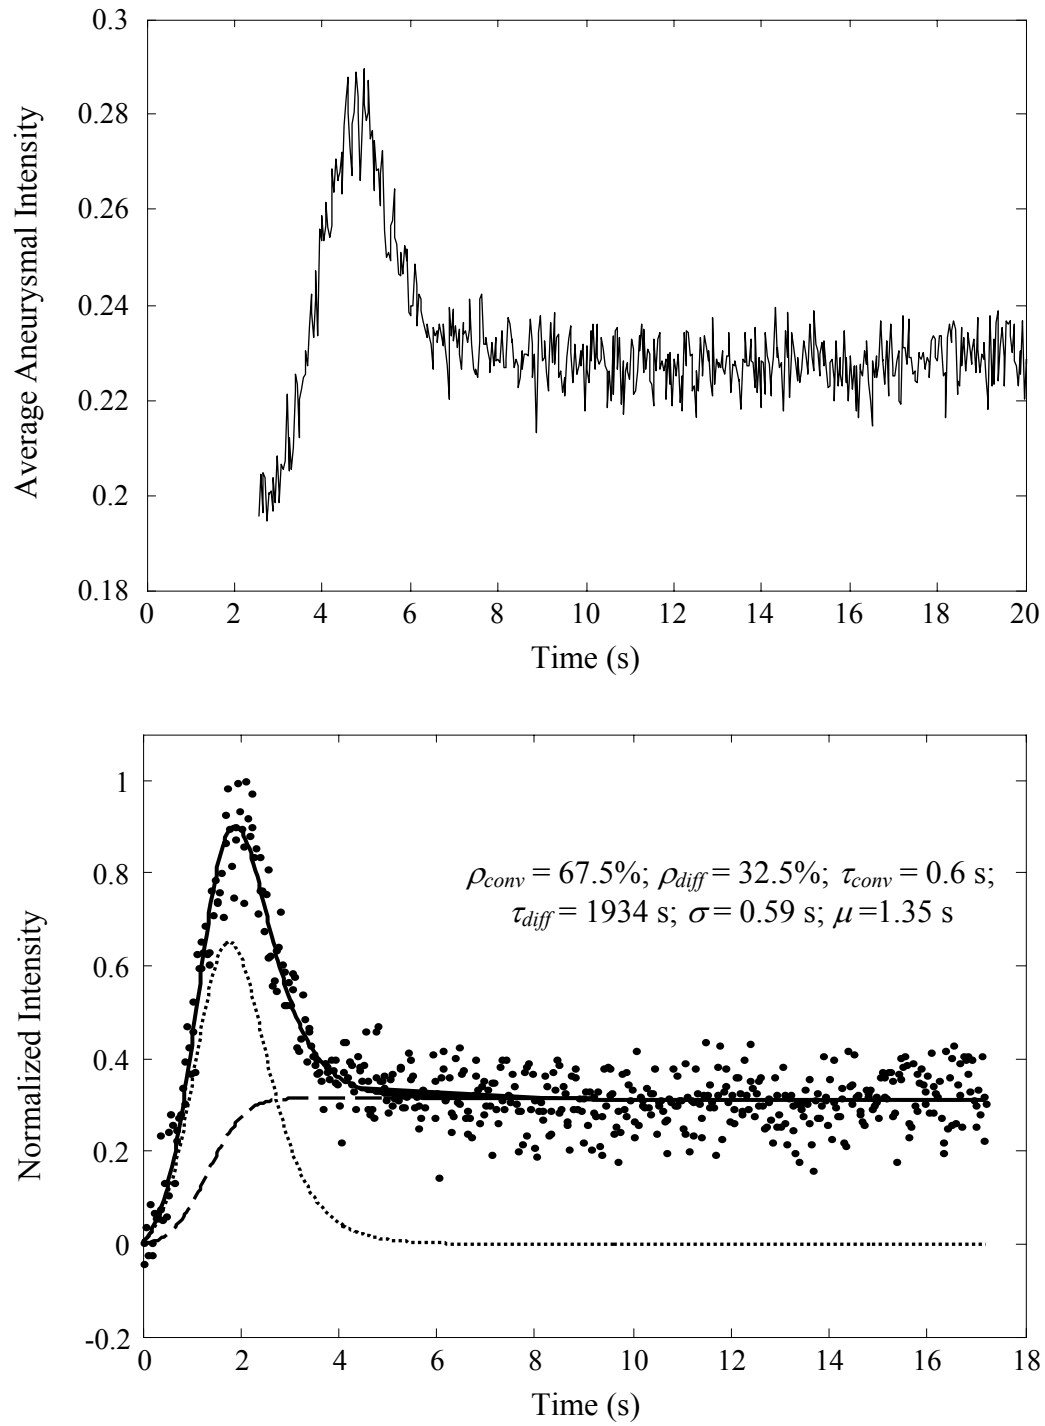 0.3
0.28
0.26
0.24
0.22
0.2
0.18
Average Aneurysmal Intensity
0 2 4 6 8 10 12 14 16 18 20
Time (s)
1
0.8
0.6
0.4
0.2
0
-0.2
Normalized Intensity
ρconv = 67.5%; ρdiff = 32.5%; τconv = 0.6 s;
τdiff = 1934 s; σ = 0.59 s; μ =1.35 s
0 2 4 6 8 10 12 14 16 18
Time (s)